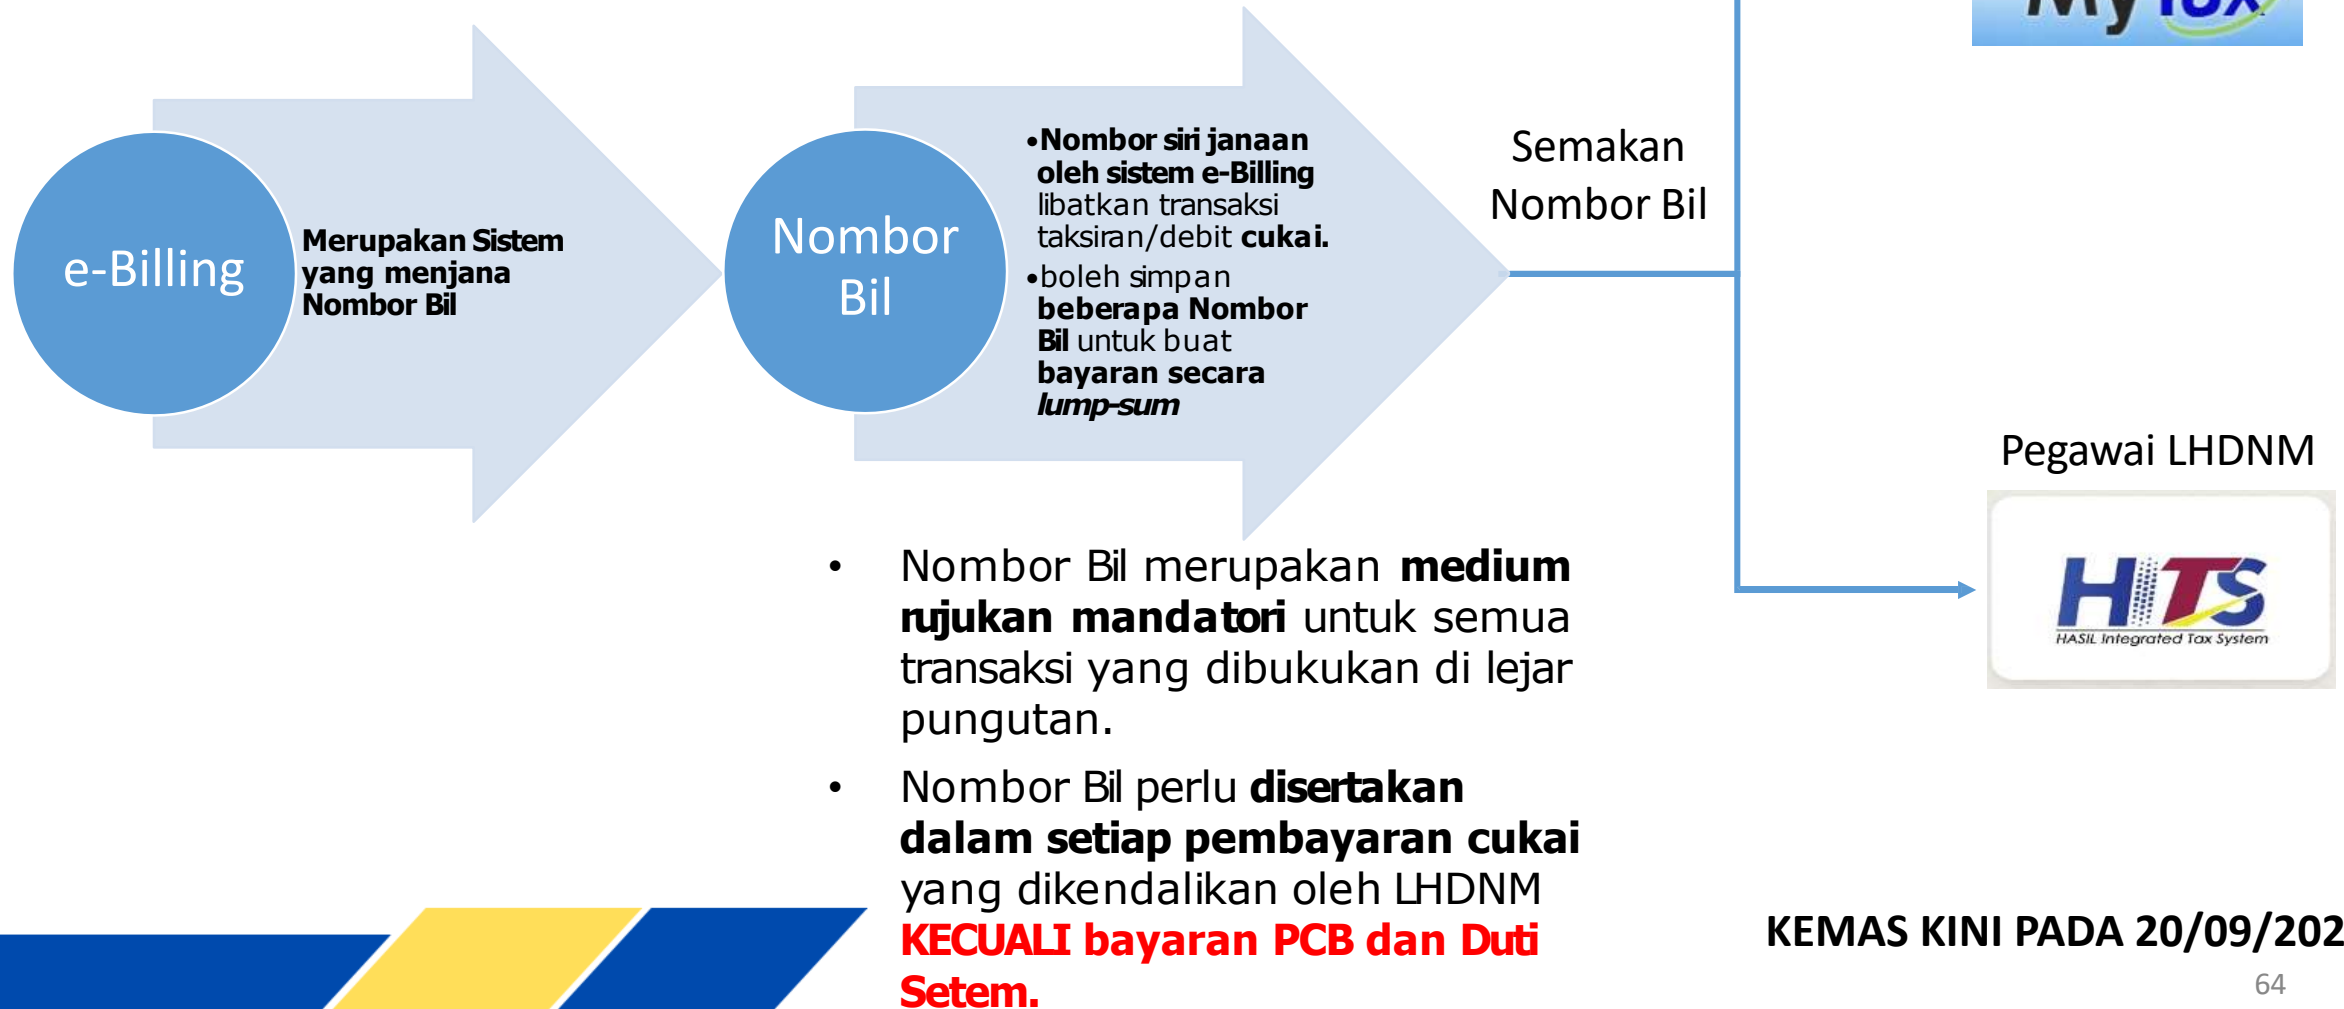 MyTax
e-Billing
Merupakan Sistem
yang menjana
Nombor Bil
Nombor
Bil
•Nombor siri janaan
oleh sistem e-Billing
libatkan transaksi
taksiran/debit cukai.
•boleh simpan
beberapa Nombor
Bil untuk buat
bayaran secara
lump-sum
Semakan
Nombor Bil
Pegawai LHDNM
HiTS
HASIL Integrated Tax System
• Nombor Bil merupakan medium
rujukan mandatori untuk semua
transaksi yang dibukukan di lejar
pungutan.
• Nombor Bil perlu disertakan
dalam setiap pembayaran cukai
yang dikendalikan oleh LHDNM
KECUALI bayaran PCB dan Duti
Setem.
KEMAS KINI PADA 20/09/202
64